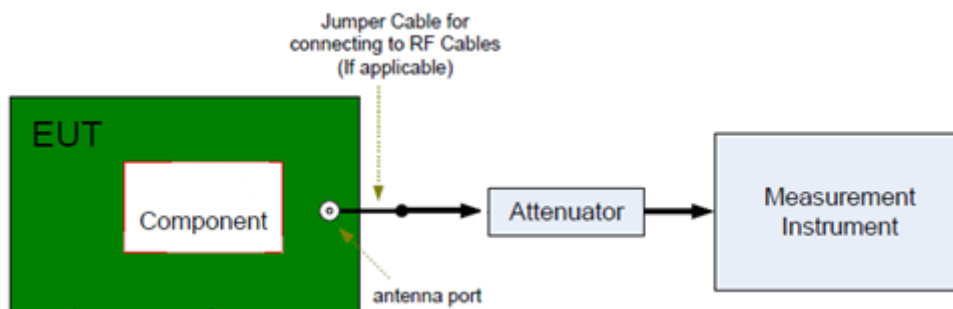 Jumper Cable for
connecting to RF Cables
(If applicable)
EUT
Component
Attenuator
Measurement
Instrument
antenna port